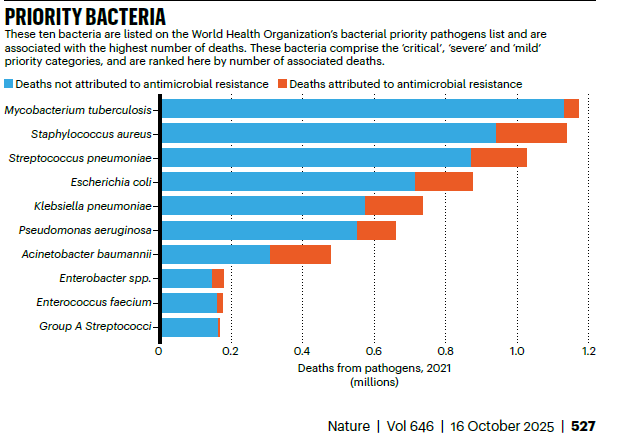 PRIORITY BACTERIA
These ten bacteria are listed on the World Health Organization's bacterial priority pathogens list and are
associated with the highest number of deaths. These bacteria comprise the ‘critical’, ‘severe’ and ‘mild’
priority categories, and are ranked here by number of associated deaths.
Deaths not attributed to antimicrobial resistance Deaths attributed to antimicrobial resistance
Mycobacterium tuberculosis
Staphylococcus aureus
Streptococcus pneumoniae
Escherichia coli
Klebsiella pneumoniae
Pseudomonas aeruginosa
Acinetobacter baumannii
Enterobacter spp.
Enterococcus faecium
Group A Streptococci
0 0.2 0.4 0.6 0.8 1.0 1.2
Deaths from pathogens, 2021
(millions)
Nature | Vol 646 | 16 October 2025 | 527